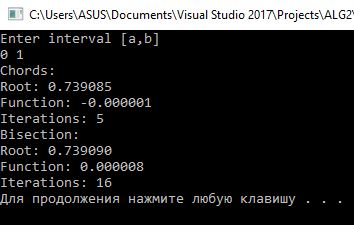 C:\Users\ASUS\Documents\Visual Studio 2017\Projects\ALG2\
Enter interval [a,b]
0 1
Chords:
Root: 0.739085
Function: -0.000001
Iterations: 5
Bisection:
Root: 0.739090
Function: 0.000008
Iterations: 16
Для продолжения нажмите любую клавишу . . .